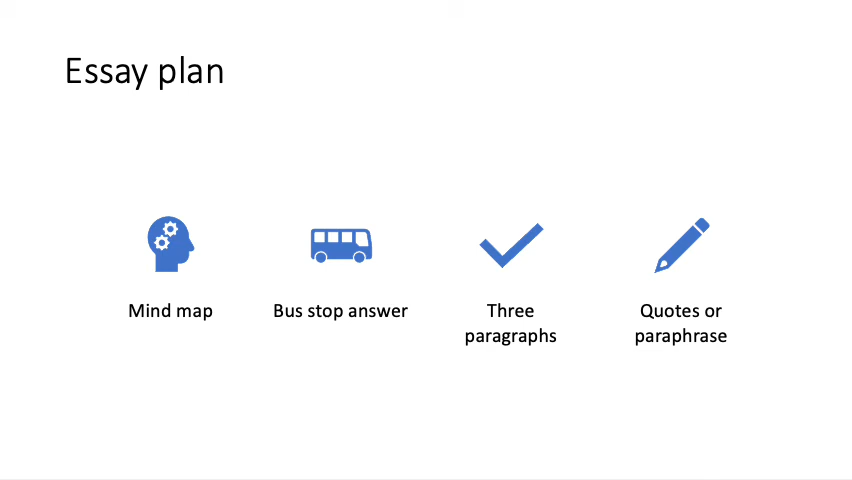 Essay plan
Mind map
Bus stop answer
Three
paragraphs
Quotes or
paraphrase